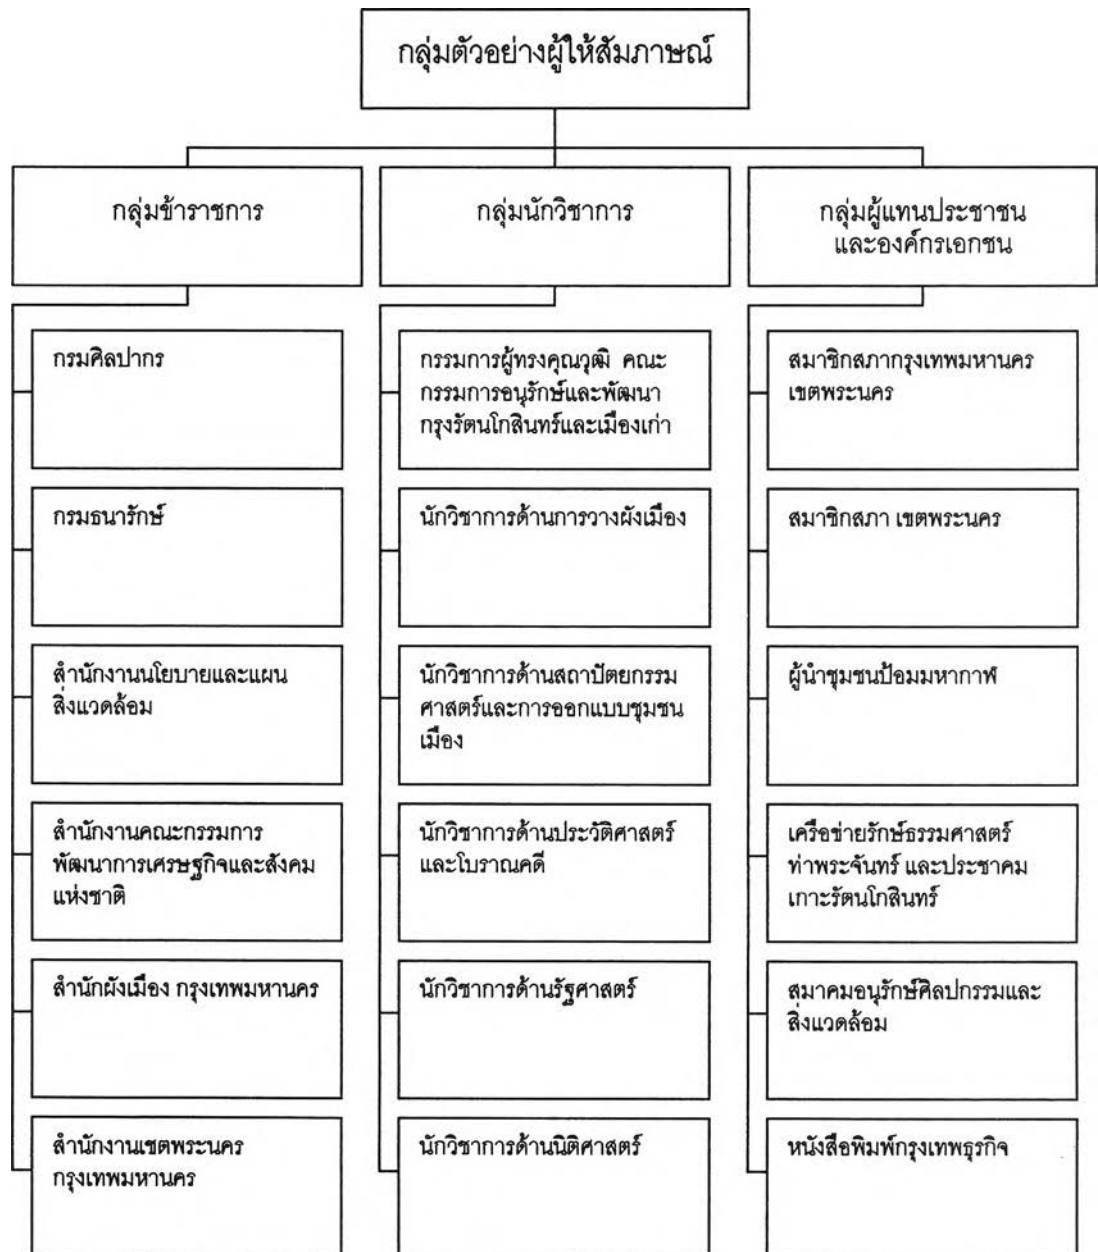 กลุ่มตัวอย่างผู้ให้สัมภาษณ์
กลุ่มข้าราชการ
กรมศิลปากร
กรมธนารักษ์
สำนักงานนโยบายและแผน
สิ่งแวดล้อม
สำนักงานคณะกรรมการ
พัฒนาการเศรษฐกิจและสังคม
แห่งชาติ
สำนักผังเมือง กรุงเทพมหานคร
สำนักงานเขตพระนคร
กรุงเทพมหานคร
กลุ่มนักวิชาการ
กรรมการผู้ทรงคุณวุฒิ คณะ
กรรมการอนุรักษ์และพัฒนา
กรุงรัตนโกสินทร์และเมืองเก่า
นักวิชาการด้านการวางผังเมือง
นักวิชาการด้านสถาปัตยกรรม
ศาสตร์และการออกแบบชุมชน
เมือง
นักวิชาการด้านประวัติศาสตร์
และโบราณคดี
นักวิชาการด้านรัฐศาสตร์
นักวิชาการด้านนิติศาสตร์
กลุ่มผู้แทนประชาชน
และองค์กรเอกชน
สมาชิกสภากรุงเทพมหานคร
เขตพระนคร
สมาชิกสภา เขตพระนคร
ผู้นำชุมชนป้อมมหากาฬ
เครือข่ายรักษ์ธรรมศาสตร์
ท่าพระจันทร์ และประชาคม
เกาะรัตนโกสินทร์
สมาคมอนุรักษ์ศิลปกรรมและ
สิ่งแวดล้อม
หนังสือพิมพ์กรุงเทพธุรกิจ